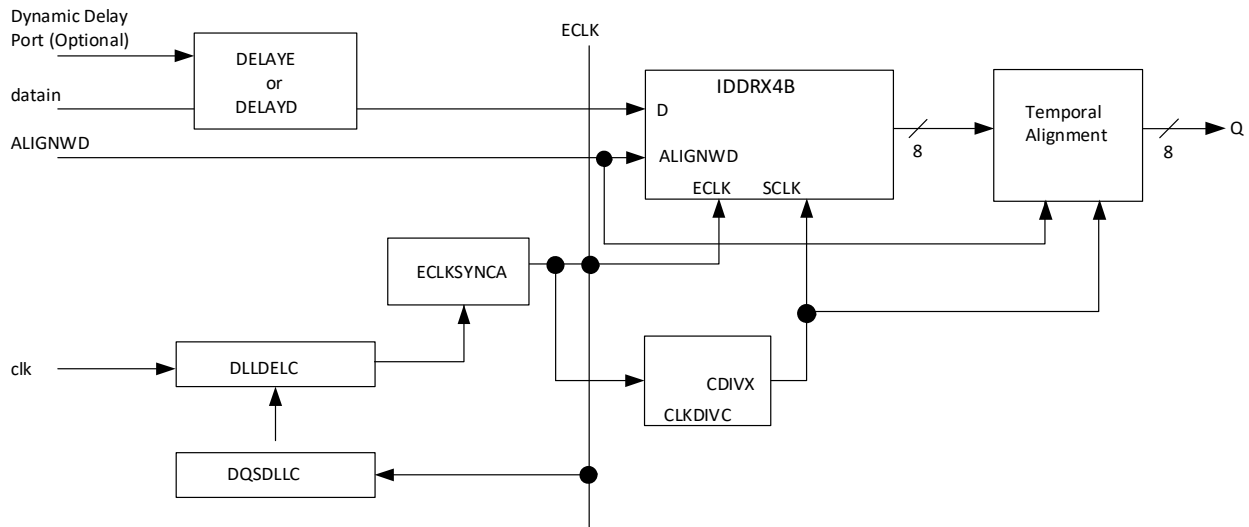 Dynamic Delay
Port (Optional)
DELAYE
or
DELAYD
ECLK
datain
ALIGNWD
IDDRX4B
D
ALIGNWD
ECLK SCLK
8
Temporal
Alignment
8
Q
ECLKSYNCA
clk
DLLDELC
CDIVX
CLKDIVC
DQSDLLC